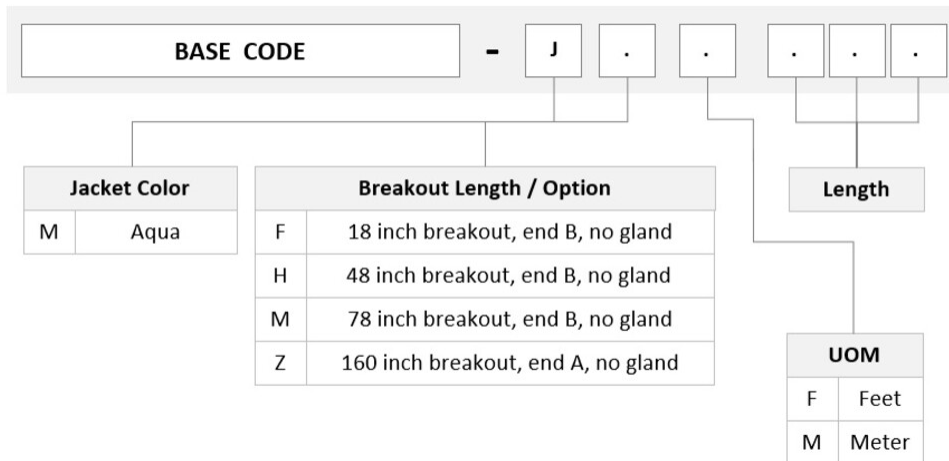 BASE CODE - J . . . . .
Jacket Color
M Aqua
Breakout Length / Option
F 18 inch breakout, end B, no gland
H 48 inch breakout, end B, no gland
M 78 inch breakout, end B, no gland
Z 160 inch breakout, end A, no gland
Length
UOM
F Feet
M Meter